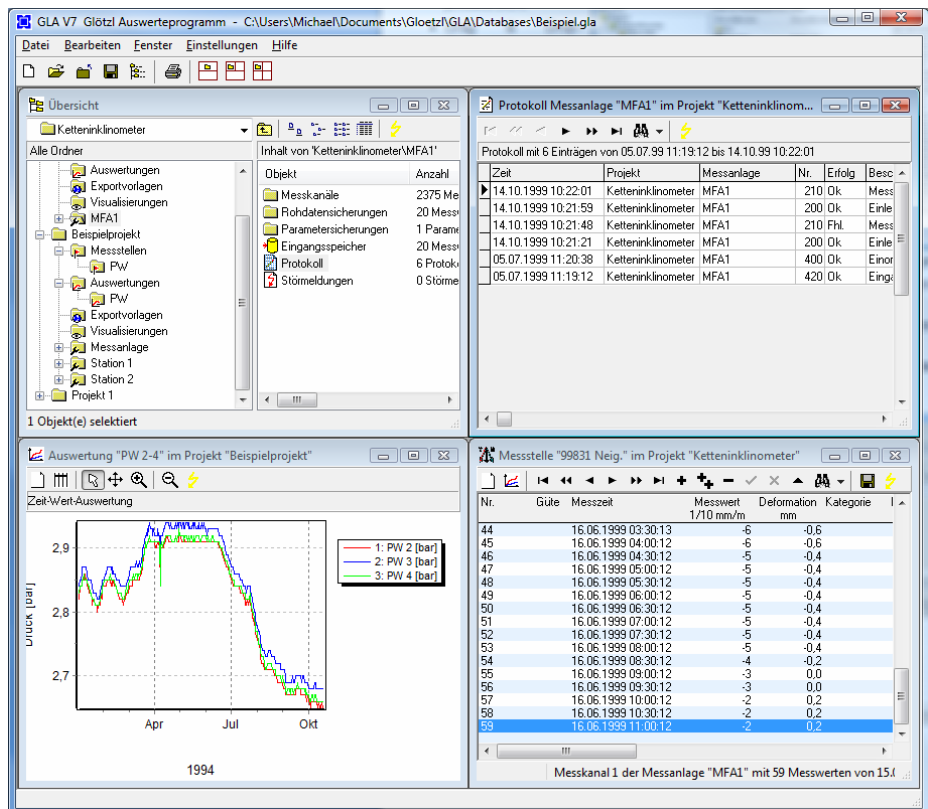 GLA V7 Glötzl Auswerteprogramm - C:\Users\Michael\Documents\Gloetzl\GLA\Databases\Beispiel.gla
Datei Bearbeiten Fenster Einstellungen Hilfe
Übersicht
Ketteninklinometer
Alle Ordner
Inhalt von 'Ketteninklinometer\MFA1'
Auswertungen
Exportvorlagen
Visualisierungen
MFA1
Beispielprojekt
Messstellen
PW
Auswertungen
PW
Exportvorlagen
Visualisierungen
Messanlage
Station 1
Station 2
Projekt 1
Objekt Anzahl
Messkanäle 2375 Me
Rohdatensicherungen 20 Messw
Parametersicherungen 1 Parame
Eingangsspeicher 20 Messw
Protokoll 6 Protoko
Störmeldungen 0 Störme
1 Objekt(e) selektiert
Protokoll Messanlage "MFA1" im Projekt "Ketteninklinom...
Protokoll mit 6 Einträgen von 05.07.99 11:19:12 bis 14.10.99 10:22:01
Zeit Projekt Messanlage Nr. Erfolg Besc
14.10.1999 10:22:01 Ketteninklinometer MFA1 210 Ok Mess
14.10.1999 10:21:59 Ketteninklinometer MFA1 200 Ok Einle
14.10.1999 10:21:48 Ketteninklinometer MFA1 210 Fhl. Mess
14.10.1999 10:21:21 Ketteninklinometer MFA1 200 Ok Einle
05.07.1999 11:20:38 Ketteninklinometer MFA1 400 Ok Einor
05.07.1999 11:19:12 Ketteninklinometer MFA1 420 Ok Einga
Auswertung "PW 2-4" im Projekt "Beispielprojekt"
Zeit-Wert-Auswertung
Druck [bar]
2,9
2,8
2,7
1: PW 2 [bar]
2: PW 3 [bar]
3: PW 4 [bar]
Apr Jul Okt
1994
Messstelle "99831 Neig." im Projekt "Ketteninklinometer"
Nr. Güte Messzeit Messwert Deformation Kategorie
1/10 mm/m mm
44 16.06.1999 03:30:13 -6 -0,6
45 16.06.1999 04:00:12 -6 -0,6
46 16.06.1999 04:30:12 -5 -0,4
47 16.06.1999 05:00:12 -5 -0,4
48 16.06.1999 05:30:12 -5 -0,4
49 16.06.1999 06:00:12 -5 -0,4
50 16.06.1999 06:30:12 -5 -0,4
51 16.06.1999 07:00:12 -5 -0,4
52 16.06.1999 07:30:12 -5 -0,4
53 16.06.1999 08:00:12 -5 -0,4
54 16.06.1999 08:30:12 -4 -0,2
55 16.06.1999 09:00:12 -3 0,0
56 16.06.1999 09:30:12 -3 0,0
57 16.06.1999 10:00:12 -2 0,2
58 16.06.1999 10:30:12 -2 0,2
59 16.06.1999 11:00:12 -2 0,2
Messkanal 1 der Messanlage "MFA1" mit 59 Messwerten von 15.0